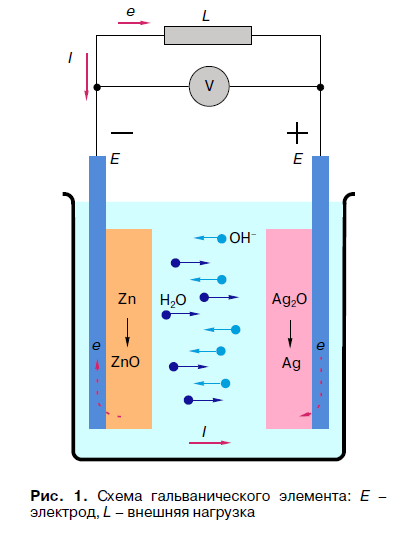 e
L
I
V
−
+
E
E
OH⁻
Zn
H₂O
Ag₂O
ZnO
Ag
e
e
I
Рис. 1. Схема гальванического элемента: E –
электрод, L – внешняя нагрузка